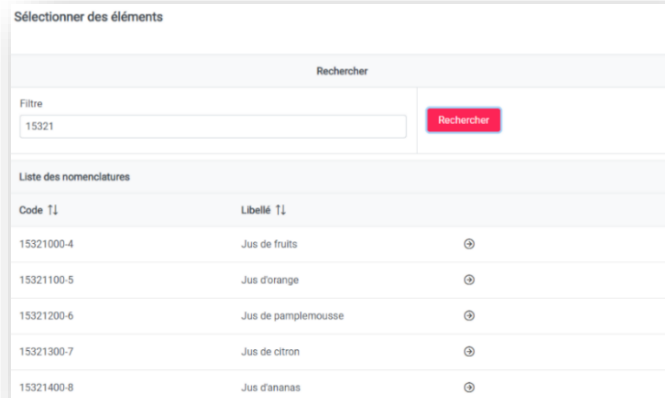 Sélectionner des éléments
Rechercher
Filtre
15321
Rechercher
Liste des nomenclatures
Code ↑↓ Libellé ↑↓
15321000-4 Jus de fruits
15321100-5 Jus d'orange
15321200-6 Jus de pamplemousse
15321300-7 Jus de citron
15321400-8 Jus d'ananas